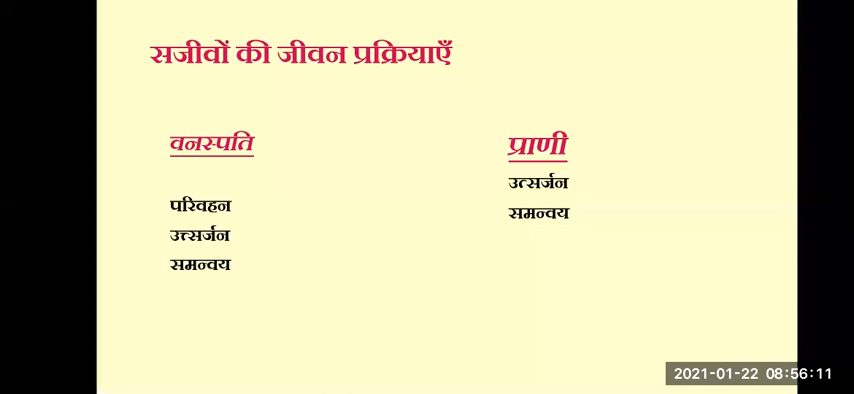 सजीवों की जीवन प्रक्रियाएँ
वनस्पति
परिवहन
उत्त्सर्जन
समन्वय
प्राणी
उत्सर्जन
समन्वय
2021-01-22 08:56:11